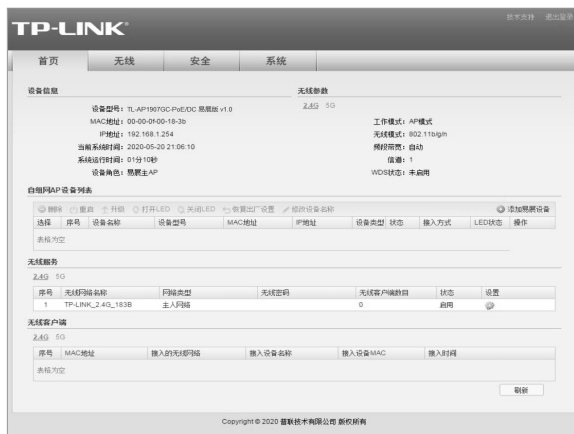 技术支持 退出登录
TP-LINK®
首页 无线 安全 系统
设备信息 无线参数
2.4G 5G
设备型号：TL-AP1907GC-PoE/DC 易展版 v1.0
MAC地址：00-00-0f-00-18-3b 工作模式：AP模式
IP地址：192.168.1.254 无线模式：802.11b/g/n
当前系统时间：2020-05-20 21:06:10 频段带宽：自动
系统运行时间：01分10秒 信道：1
设备角色：易展主AP WDS状态：未启用
自组网AP设备列表
删除 重启 升级 打开LED 关闭LED 恢复出厂设置 修改设备名称 添加易展设备
选择 序号 设备名称 设备型号 MAC地址 IP地址 设备类型 状态 接入方式 LED状态 操作
表格为空
无线服务
2.4G 5G
序号 无线网络名称 网络类型 无线密码 无线客户端数目 状态 设置
1 TP-LINK_2.4G_183B 主人网络 0 启用
无线客户端
2.4G 5G
序号 MAC地址 接入的无线网络 接入设备名称 接入设备MAC 接入时间
表格为空
刷新
Copyright © 2020 普联技术有限公司 版权所有